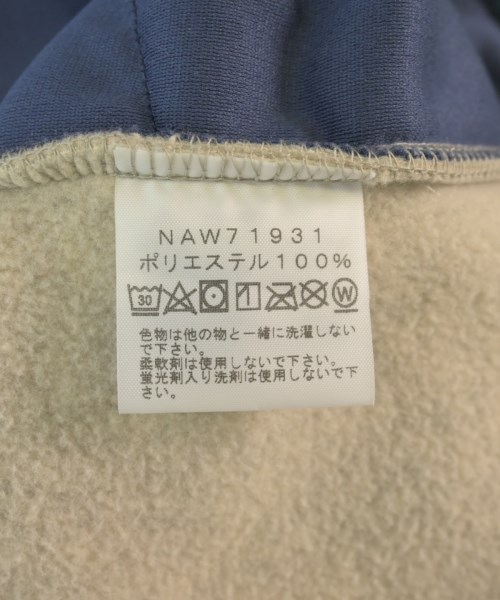 NAW71931
ポリエステル100%
30 W
色物は他の物と一緒に洗濯しない
で下さい。
柔軟剤は使用しないで下さい。
蛍光剤入り洗剤は使用しないで下
さい。